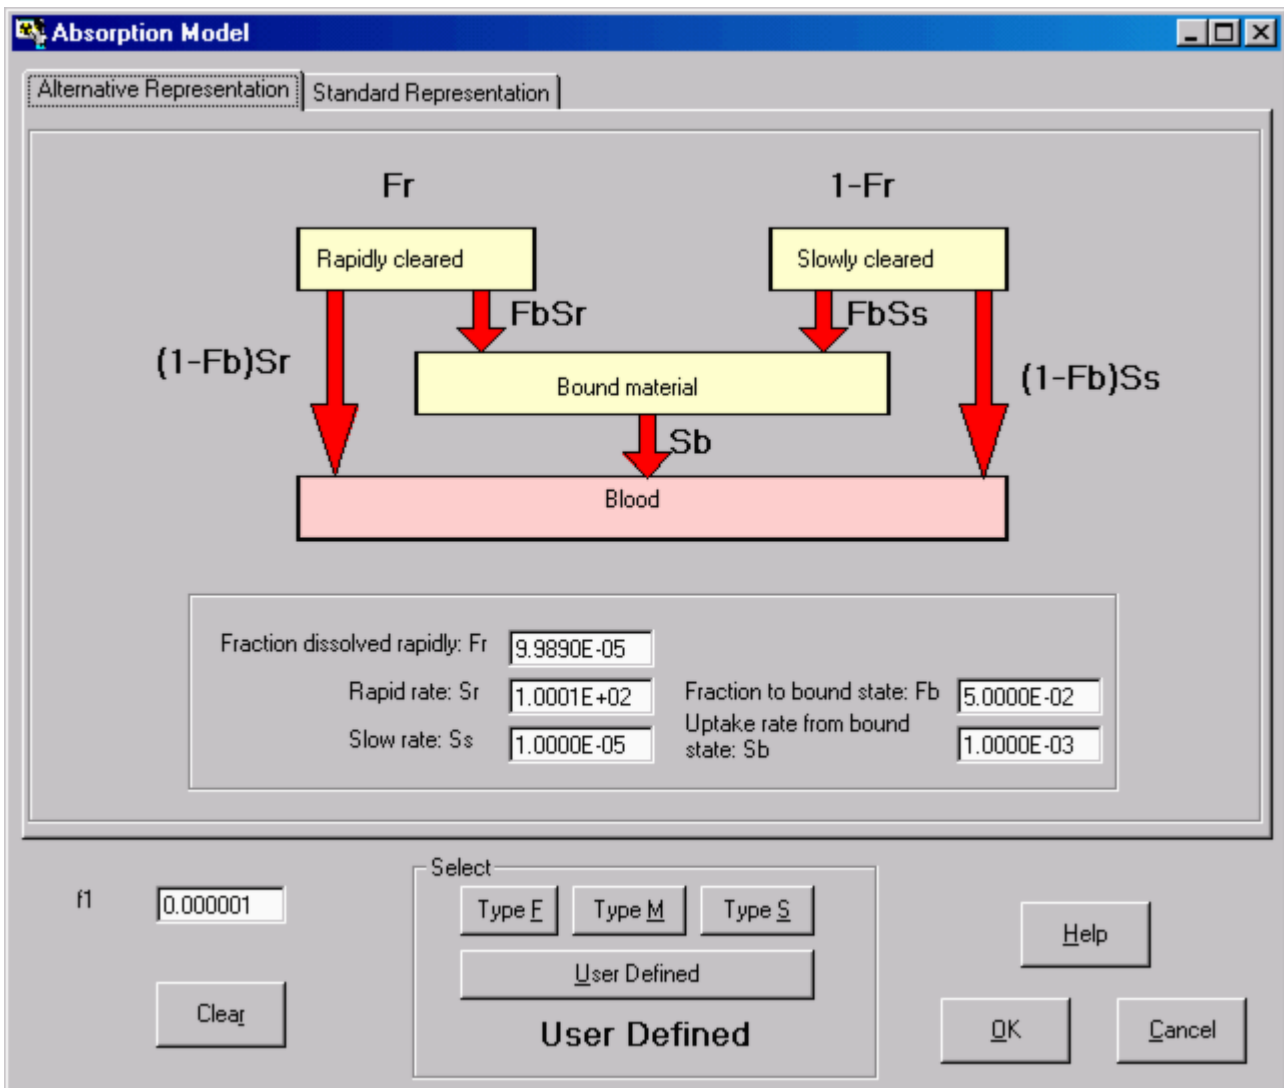 Absorption Model
Alternative Representation Standard Representation
Fr 1-Fr
Rapidly cleared Slowly cleared
FbSr FbSs
(1-Fb)Sr (1-Fb)Ss
Bound material
Sb
Blood
Fraction dissolved rapidly: Fr 9.9890E-05
Rapid rate: Sr 1.0001E+02 Fraction to bound state: Fb 5.0000E-02
Slow rate: Ss 1.0000E-05 Uptake rate from bound
state: Sb 1.0000E-03
Select
f1 0.000001 Type F Type M Type S
Help
User Defined
Clear User Defined OK Cancel